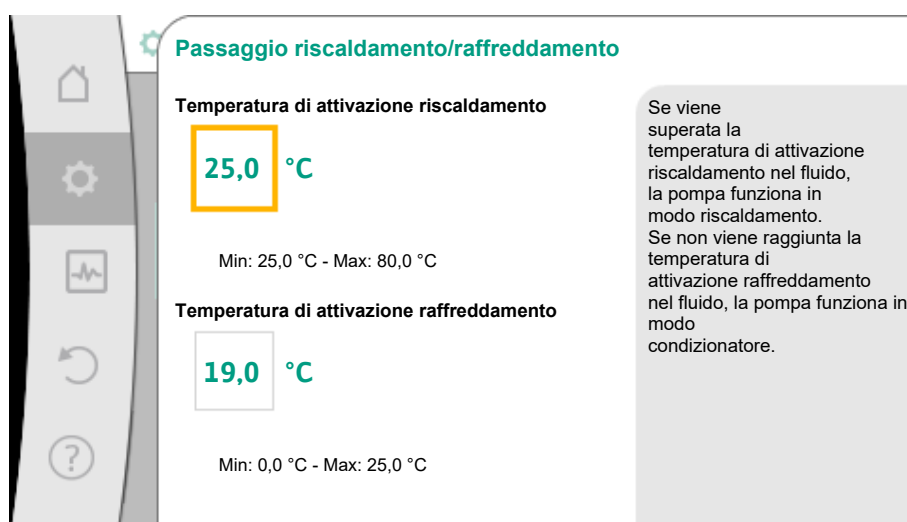 Passaggio riscaldamento/raffreddamento
Temperatura di attivazione riscaldamento
25,0 °C
Min: 25,0 °C - Max: 80,0 °C
Temperatura di attivazione raffreddamento
19,0 °C
Min: 0,0 °C - Max: 25,0 °C
Se viene
superata la
temperatura di attivazione
riscaldamento nel fluido,
la pompa funziona in
modo riscaldamento.
Se non viene raggiunta la
temperatura di
attivazione raffreddamento
nel fluido, la pompa funziona in
modo
condizionatore.
?